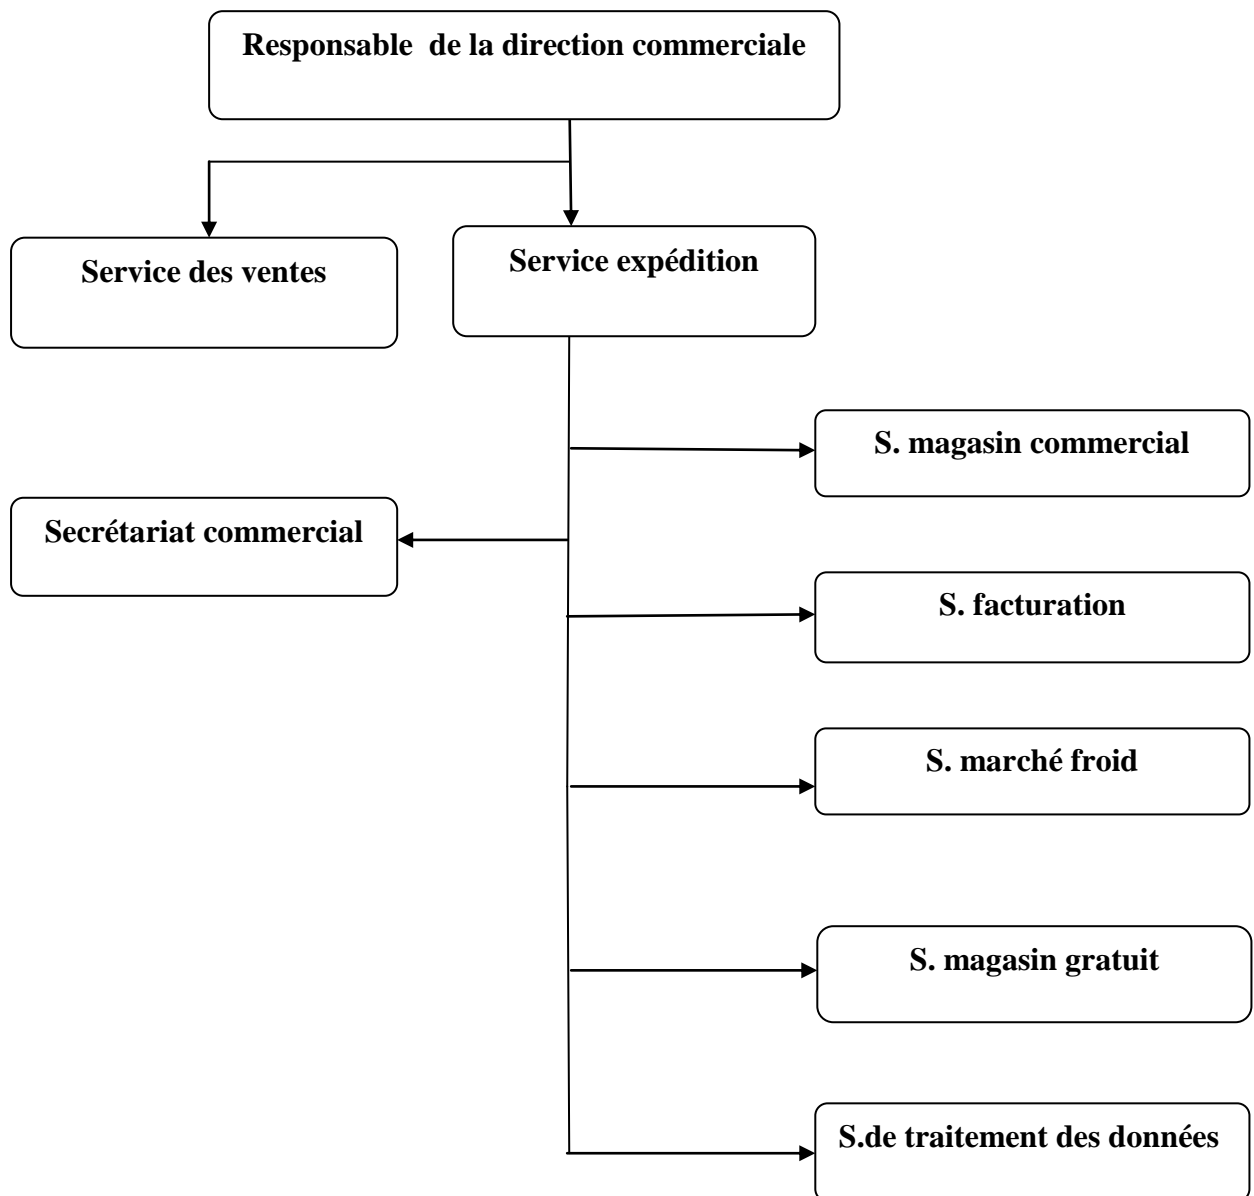 Responsable de la direction commerciale
Service des ventes
Service expédition
S. magasin commercial
Secrétariat commercial
S. facturation
S. marché froid
S. magasin gratuit
S.de traitement des données